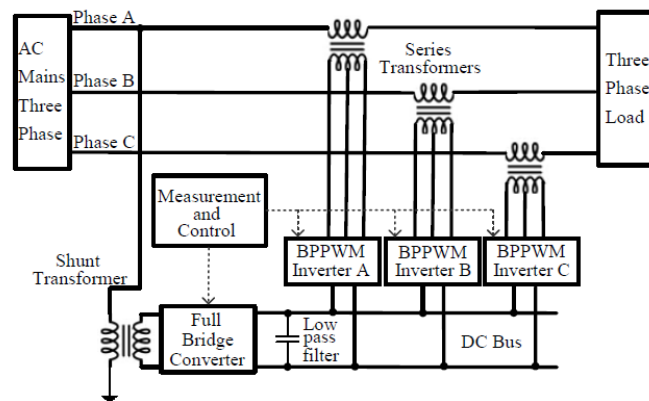 Phase A
AC
Mains
Three
Phase
Phase B
Phase C
Series
Transformers
Three
Phase
Load
Measurement
and
Control
Shunt
Transformer
BPPWM
Inverter A
BPPWM
Inverter B
BPPWM
Inverter C
Full
Bridge
Converter
Low
pass
filter
DC Bus